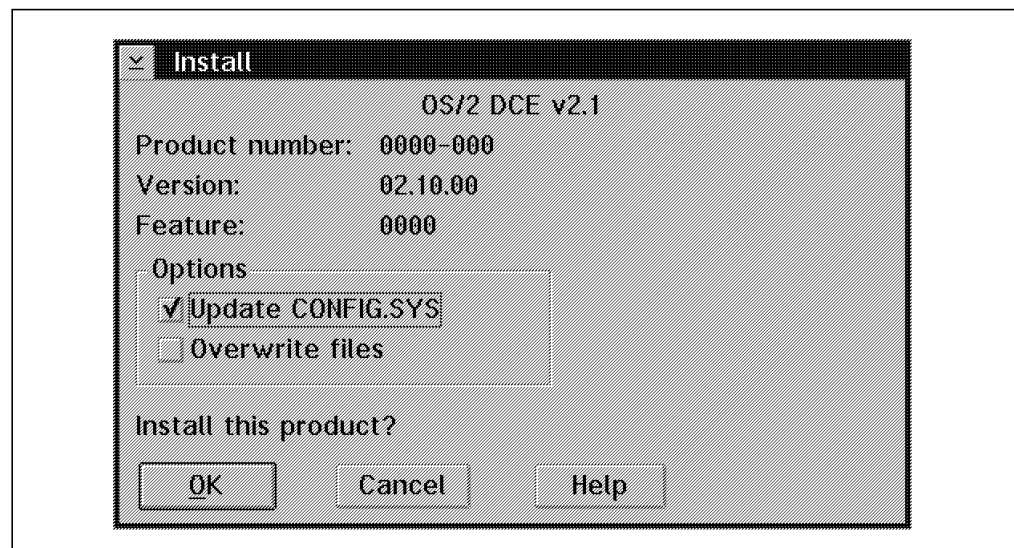 Install
OS/2 DCE v2.1
Product number: 0000-000
Version: 02.10.00
Feature: 0000
Options
Update CONFIG.SYS
Overwrite files
Install this product?
OK Cancel Help